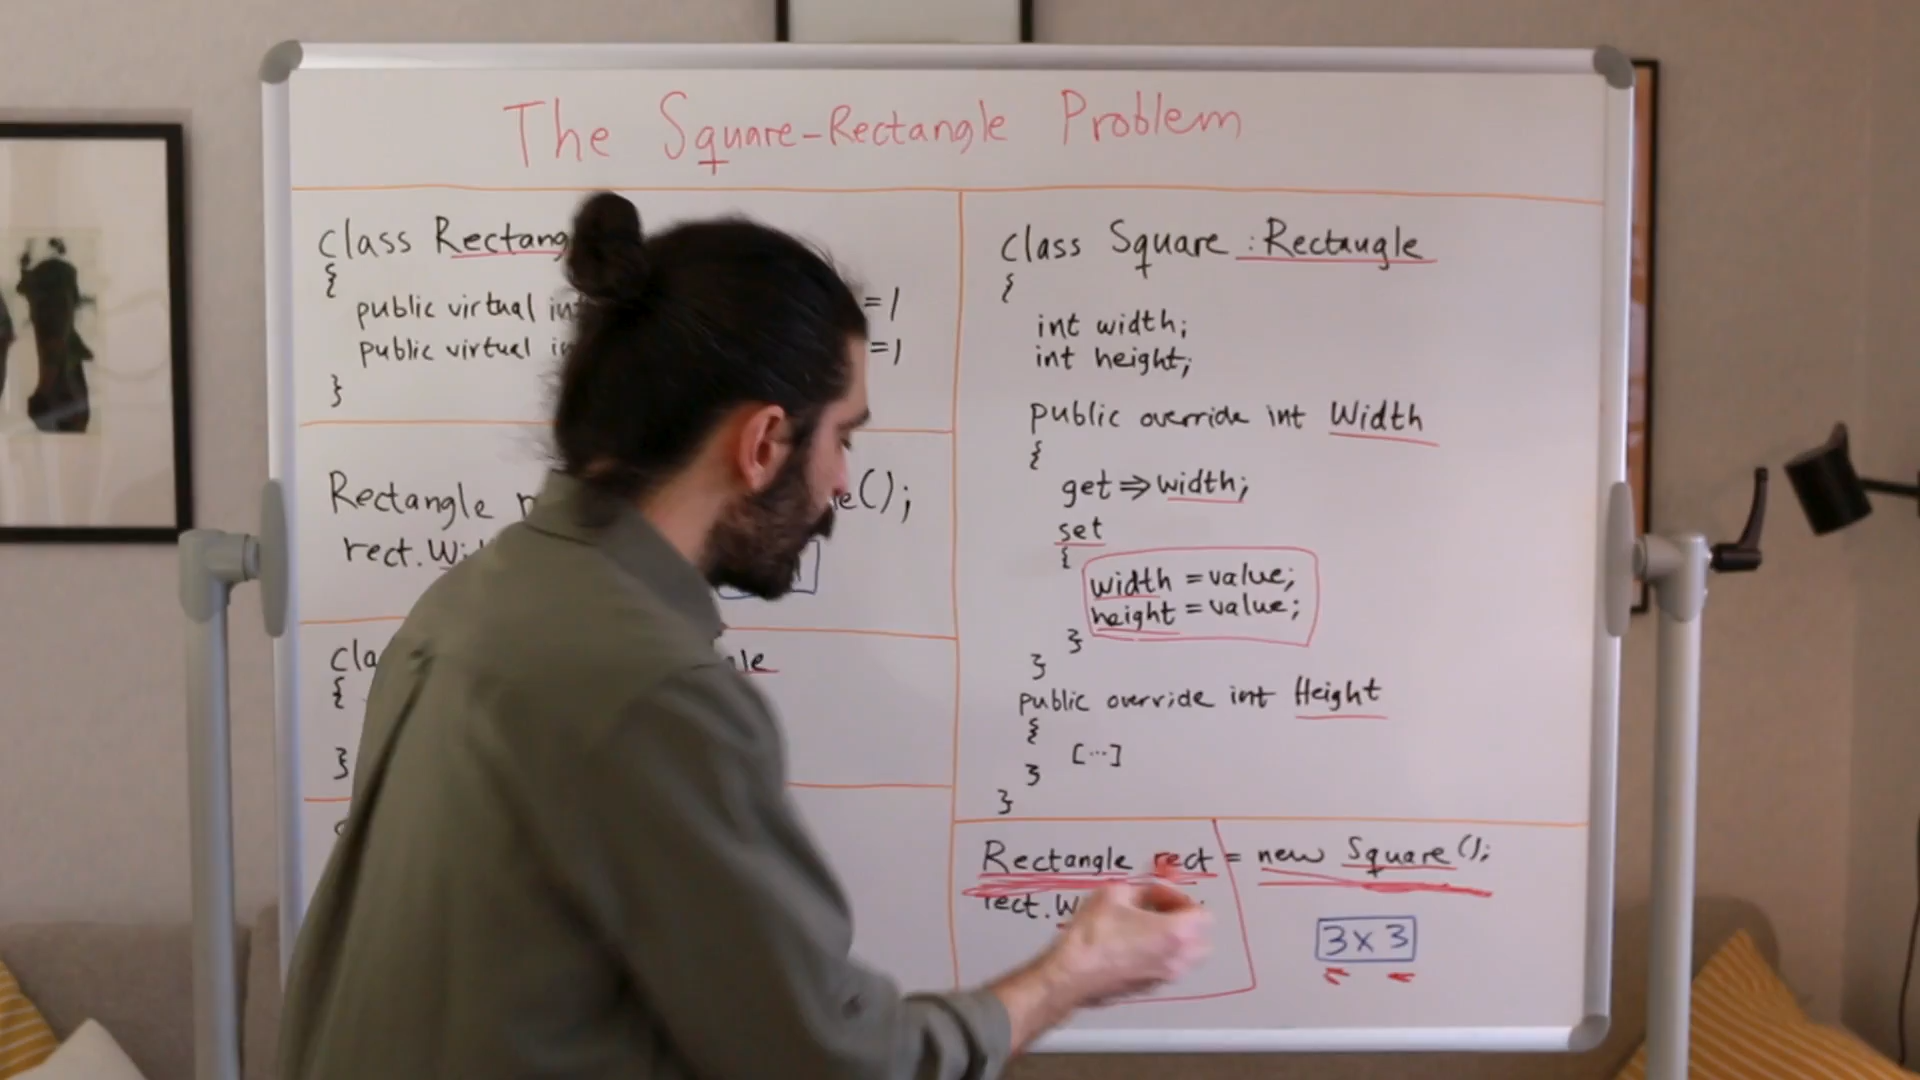 The Square-Rectangle Problem
class Rectang
{
public virtual int = 1
public virtual in = 1
}
Rectangle r e();
rect.Wi
cla le
{
}
class Square : Rectangle
{
int width;
int height;
public override int Width
{
get => width;
set
{
width = value;
height = value;
}
}
public override int Height
{
[...]
}
}
Rectangle rect = new Square();
rect.W ;
3 x 3